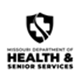 MISSOURI DEPARTMENT OF
HEALTH &
SENIOR SERVICES